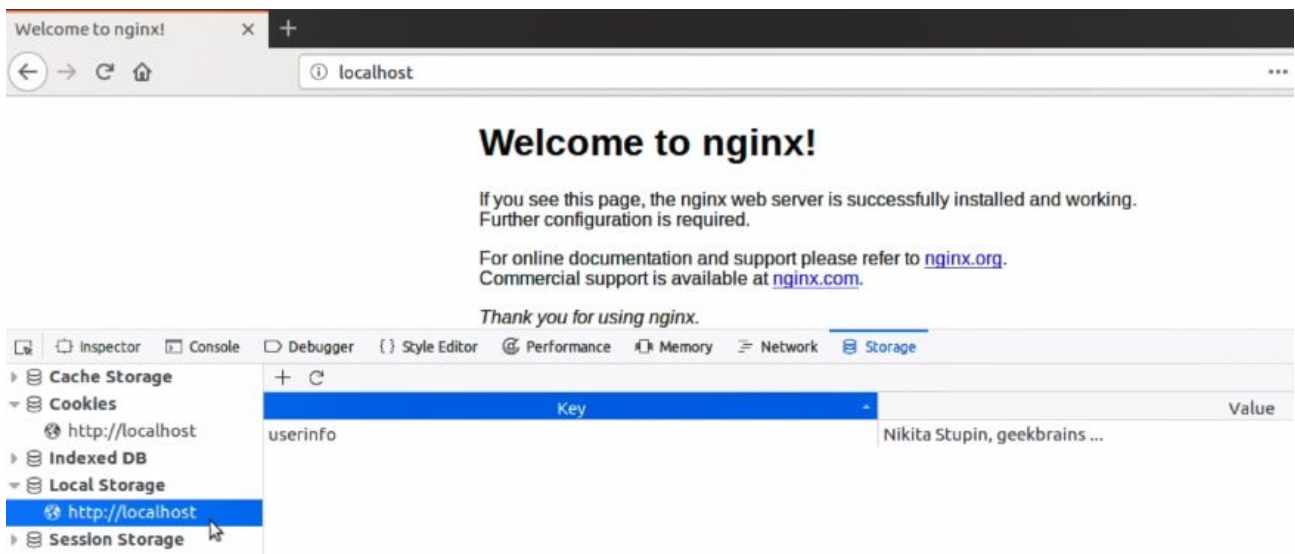 Welcome to nginx!
localhost
Welcome to nginx!
If you see this page, the nginx web server is successfully installed and working.
Further configuration is required.
For online documentation and support please refer to nginx.org.
Commercial support is available at nginx.com.
Thank you for using nginx.
Inspector Console Debugger { } Style Editor Performance Memory Network Storage
Cache Storage
Cookies
http://localhost
Indexed DB
Local Storage
http://localhost
Session Storage
Key Value
userinfo Nikita Stupin, geekbrains ...